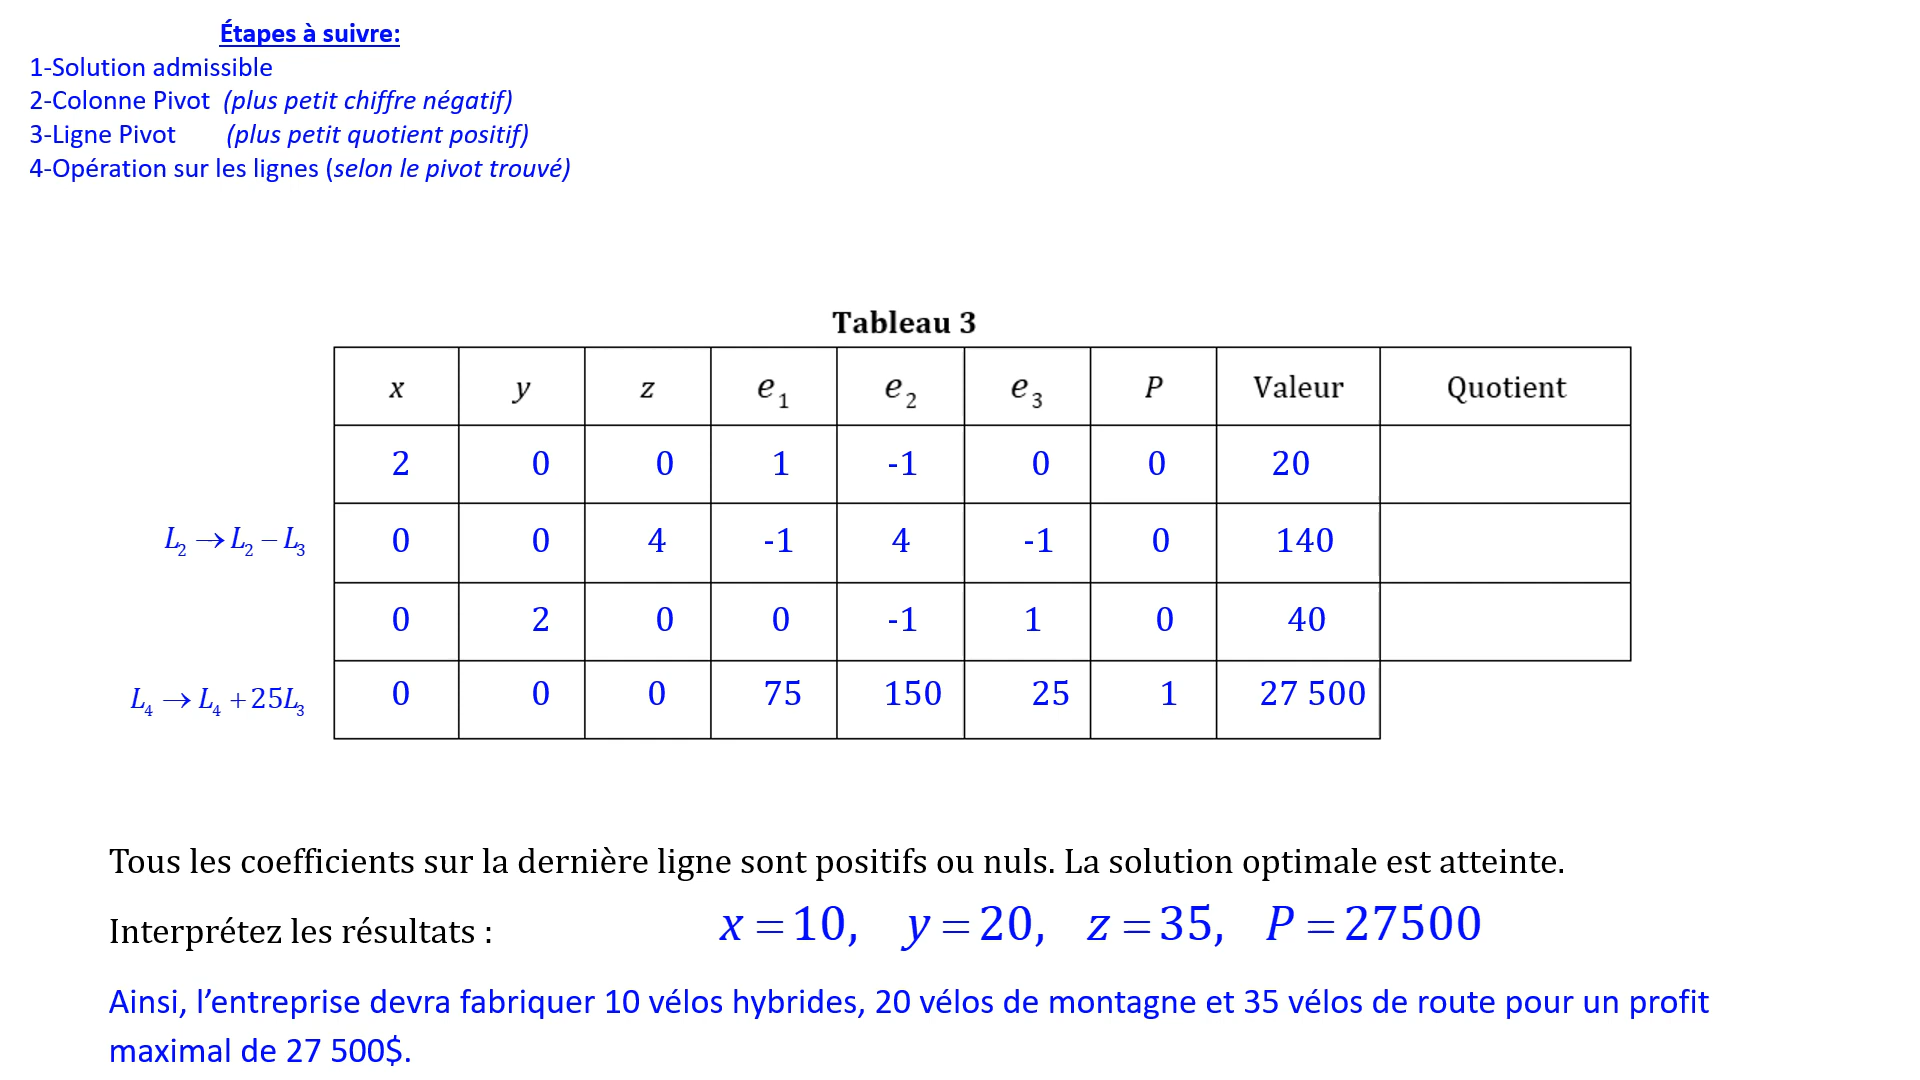 Étapes à suivre:
1-Solution admissible
2-Colonne Pivot (plus petit chiffre négatif)
3-Ligne Pivot (plus petit quotient positif)
4-Opération sur les lignes (selon le pivot trouvé)
Tableau 3
x y z e₁ e₂ e₃ P Valeur Quotient
2 0 0 1 -1 0 0 20
L₂ → L₂ − L₃ 0 0 4 -1 4 -1 0 140
0 2 0 0 -1 1 0 40
L₄ → L₄ + 25L₃ 0 0 0 75 150 25 1 27 500
Tous les coefficients sur la dernière ligne sont positifs ou nuls. La solution optimale est atteinte.
Interprétez les résultats : x = 10, y = 20, z = 35, P = 27500
Ainsi, l’entreprise devra fabriquer 10 vélos hybrides, 20 vélos de montagne et 35 vélos de route pour un profit
maximal de 27 500$.